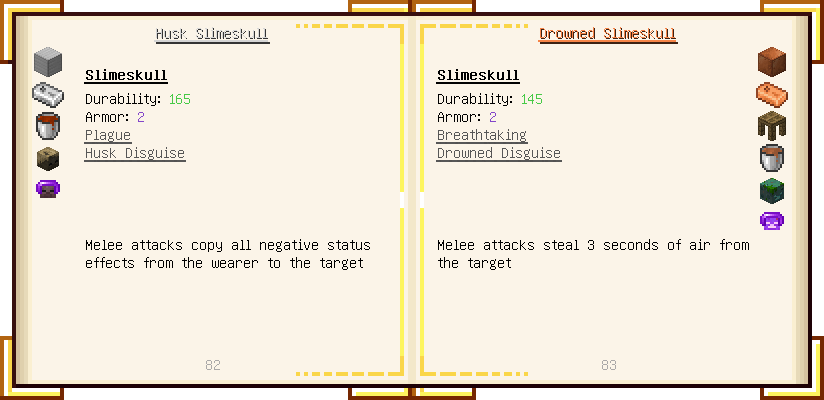 Husk Slimeskull
Slimeskull
Durability: 165
Armor: 2
Plague
Husk Disguise
Melee attacks copy all negative status
effects from the wearer to the target
82
Drowned Slimeskull
Slimeskull
Durability: 145
Armor: 2
Breathtaking
Drowned Disguise
Melee attacks steal 3 seconds of air from
the target
83